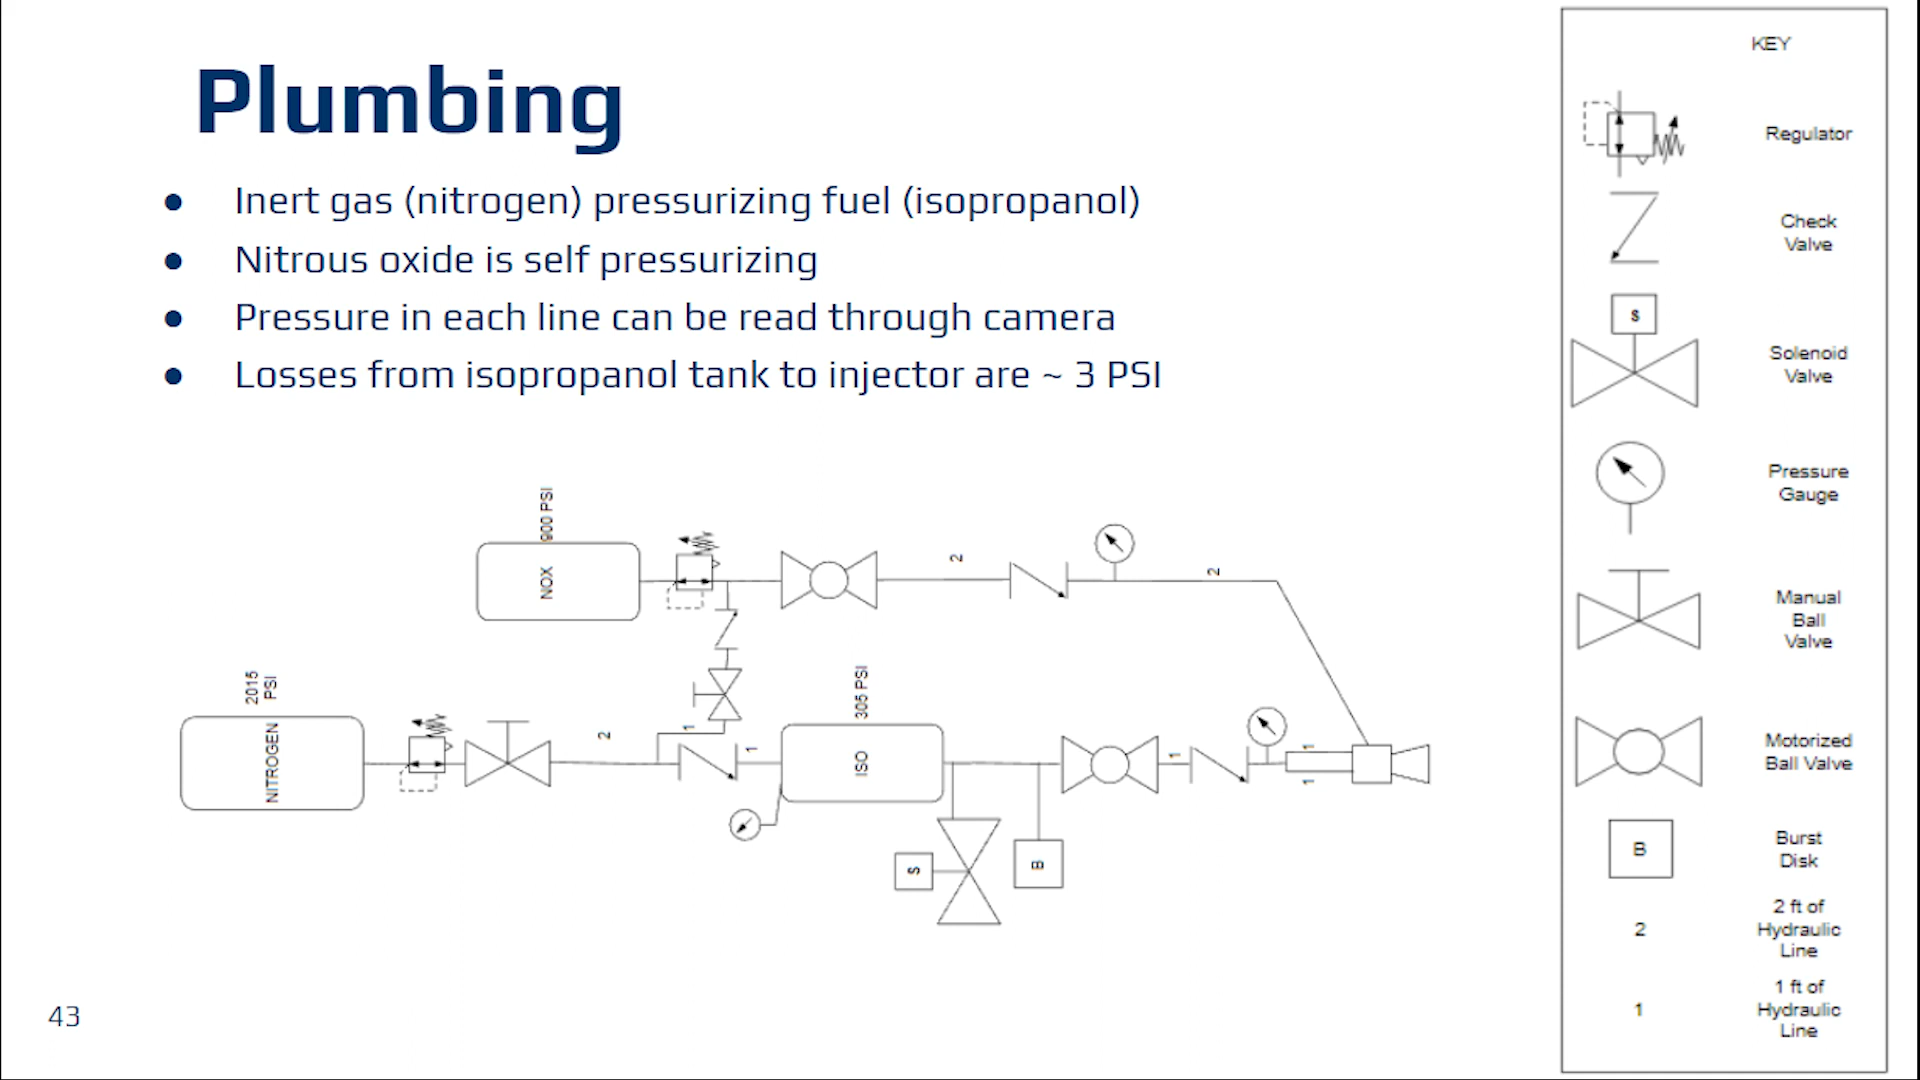 Plumbing
● Inert gas (nitrogen) pressurizing fuel (isopropanol)
● Nitrous oxide is self pressurizing
● Pressure in each line can be read through camera
● Losses from isopropanol tank to injector are ~ 3 PSI
900 PSI
NOX
2
2
2015
PSI
NITROGEN
2
1
1
305 PSI
ISO
1
1
1
S
B
43
KEY
Regulator
Check
Valve
S
Solenoid
Valve
Pressure
Gauge
Manual
Ball
Valve
Motorized
Ball Valve
B
Burst
Disk
2
2 ft of
Hydraulic
Line
1
1 ft of
Hydraulic
Line